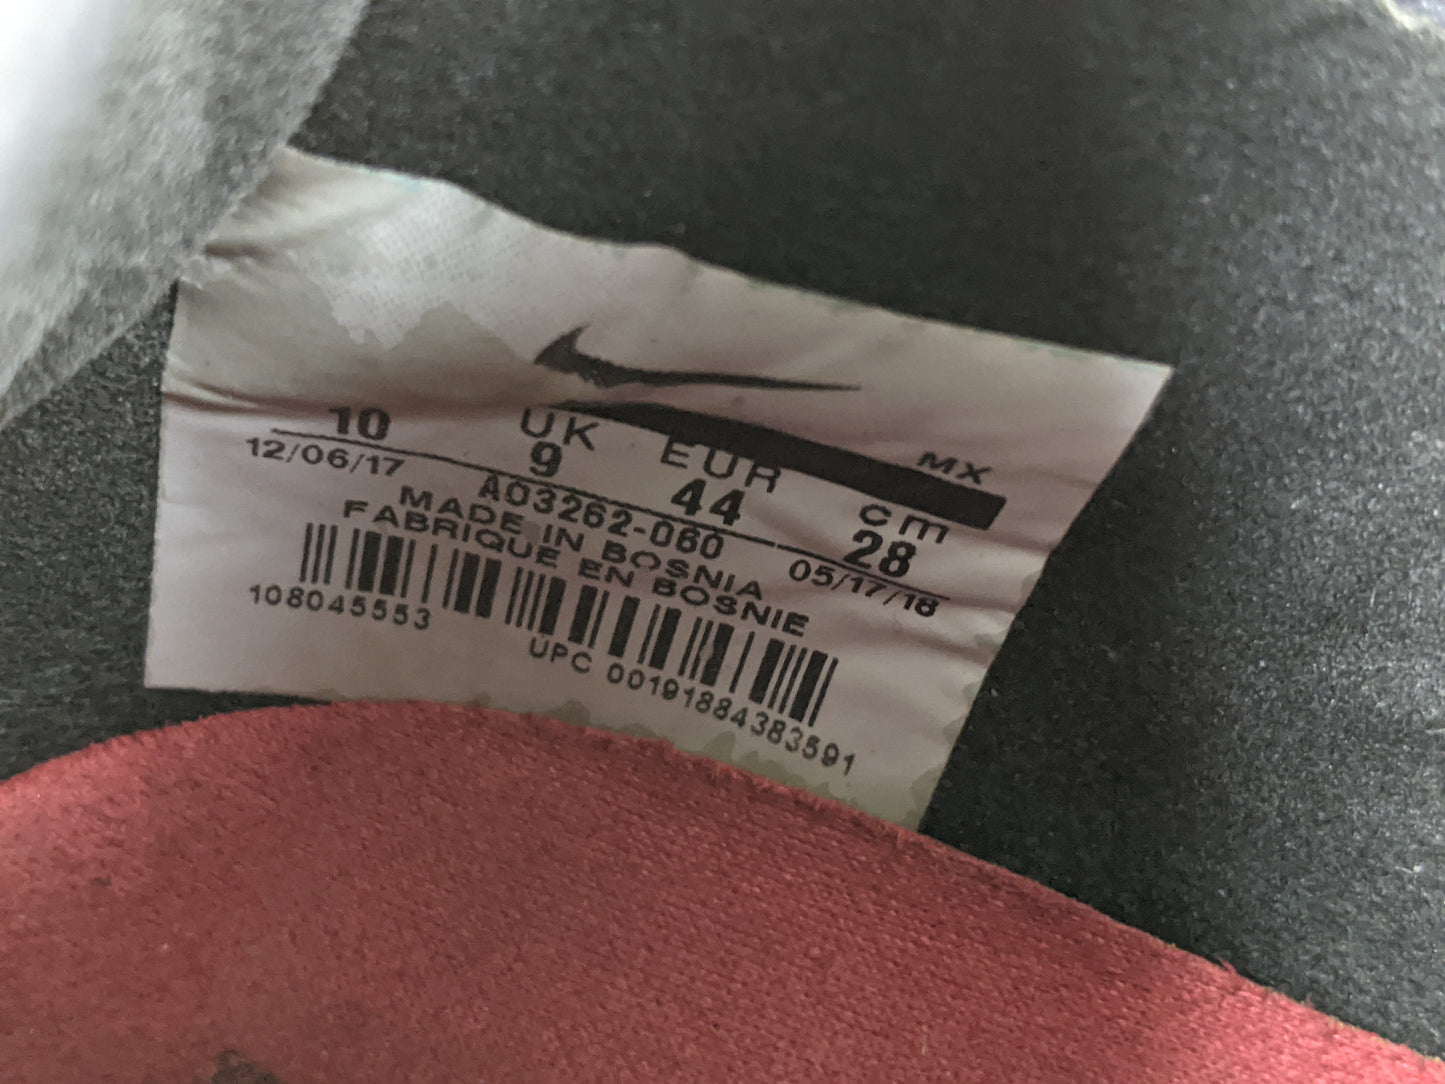 UK EUR MX cm
10 9 44 28
12/06/17 AO3262-060 05/17/18
MADE IN BOSNIA
FABRIQUE EN BOSNIE
108045553
UPC 00191884383591